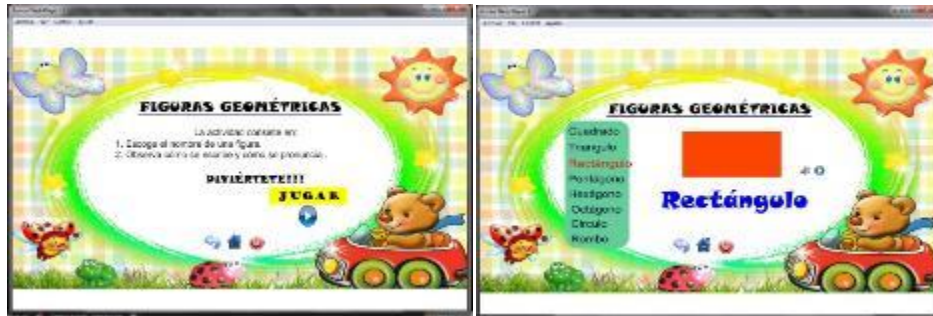 FIGURAS GEOMÉTRICAS
La actividad consiste en:
1. Escoge el nombre de una figura.
2. Observa cómo se escribe y cómo se pronuncia.
DIVIÉRTETE!!!
JUGAR
FIGURAS GEOMÉTRICAS
Cuadrado
Triangulo
Rectángulo
Pentágono
Hexágono
Octágono
Círculo
Rombo
Rectángulo